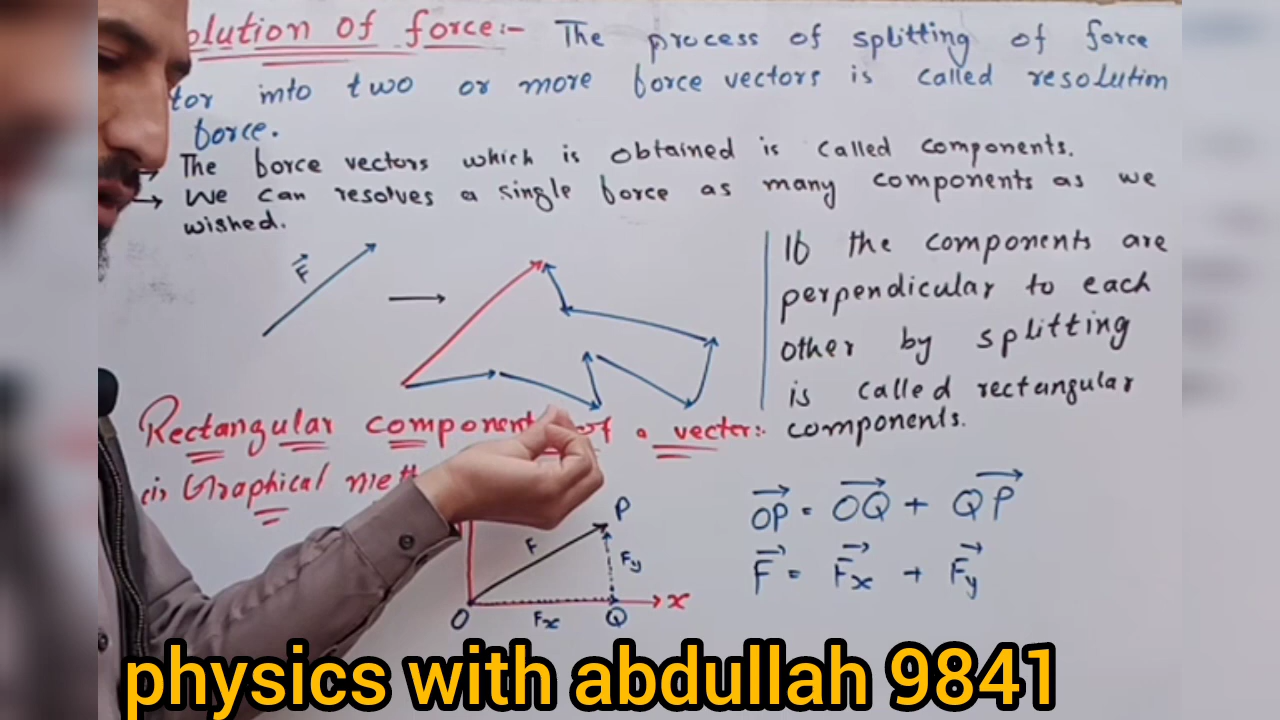 olution of force:- The process of splitting of force
tor into two or more force vectors is called resolution
force.
→ The force vectors which is obtained is called components.
→ We can resolves a single force as many components as we
wished.
F
If the components are
perpendicular to each
other by splitting
is called rectangular
components.
Rectangular component of a vector:-
(i) Graphical met
OP = OQ + QP
F = Fx + Fy
P
F
Fy
O
Fx
Q
x
physics with abdullah 9841